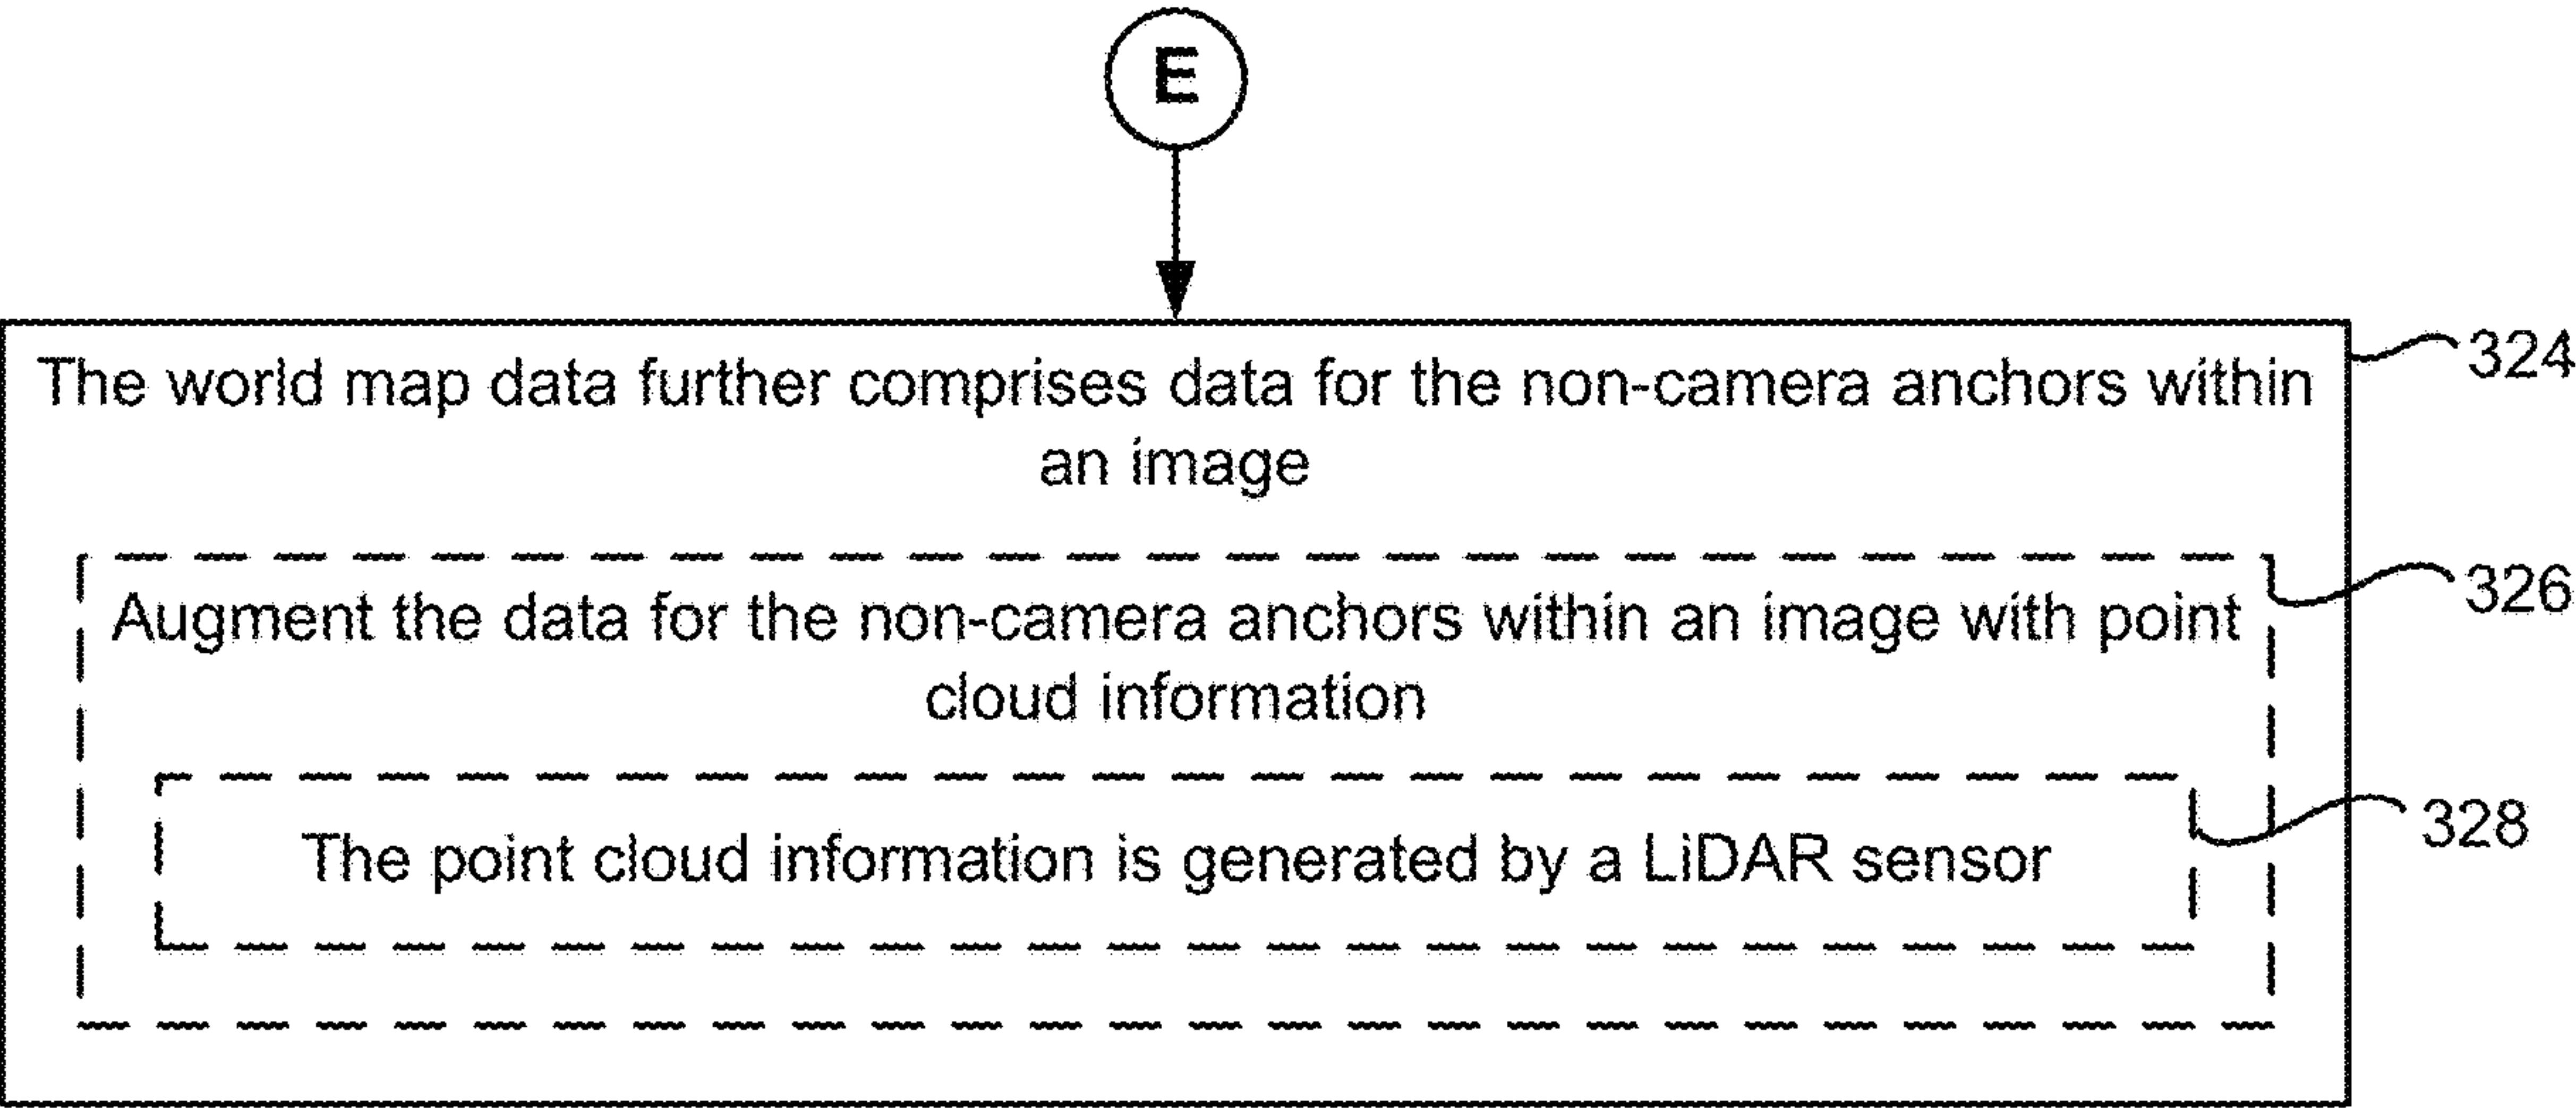 E
The world map data further comprises data for the non-camera anchors within
an image
324
Augment the data for the non-camera anchors within an image with point
cloud information
326
The point cloud information is generated by a LiDAR sensor
328